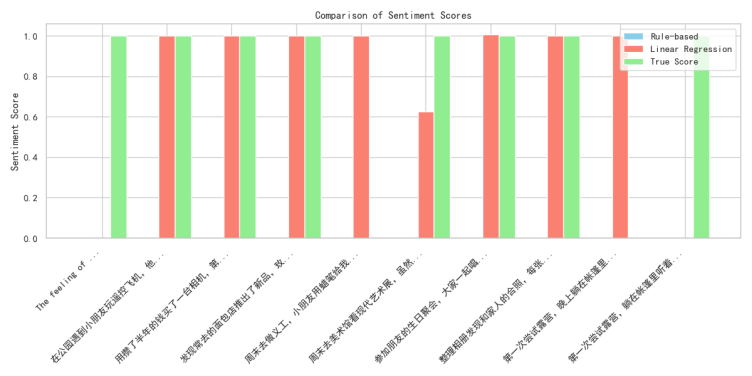 Comparison of Sentiment Scores
Rule-based
Linear Regression
True Score
Sentiment Score
1.0
0.8
0.6
0.4
0.2
0.0
The feeling of ...
在公园遇到小朋友玩遥控飞机，他...
用攒了半年的钱买了一台相机，第...
发现常去的面包店推出了新品，玫...
周末去做义工，小朋友用蜡笔给我...
周末去美术馆看现代艺术展，虽然...
参加朋友的生日聚会，大家一起唱...
整理相册发现和家人的合照，每张...
第一次尝试露营，晚上躺在帐篷里...
第一次尝试露营，躺在帐篷里听着...